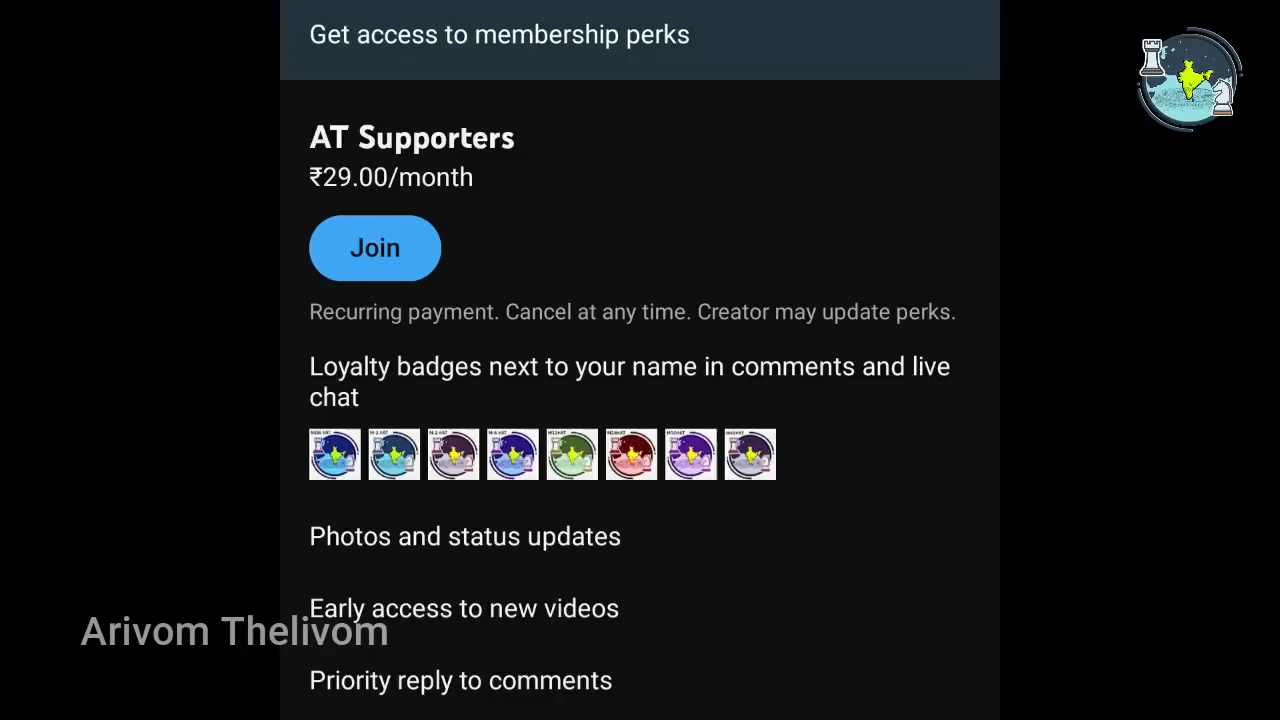 Get access to membership perks
AT Supporters
₹29.00/month
Join
Recurring payment. Cancel at any time. Creator may update perks.
Loyalty badges next to your name in comments and live
chat
Photos and status updates
Early access to new videos
Arivom Thelivom
Priority reply to comments